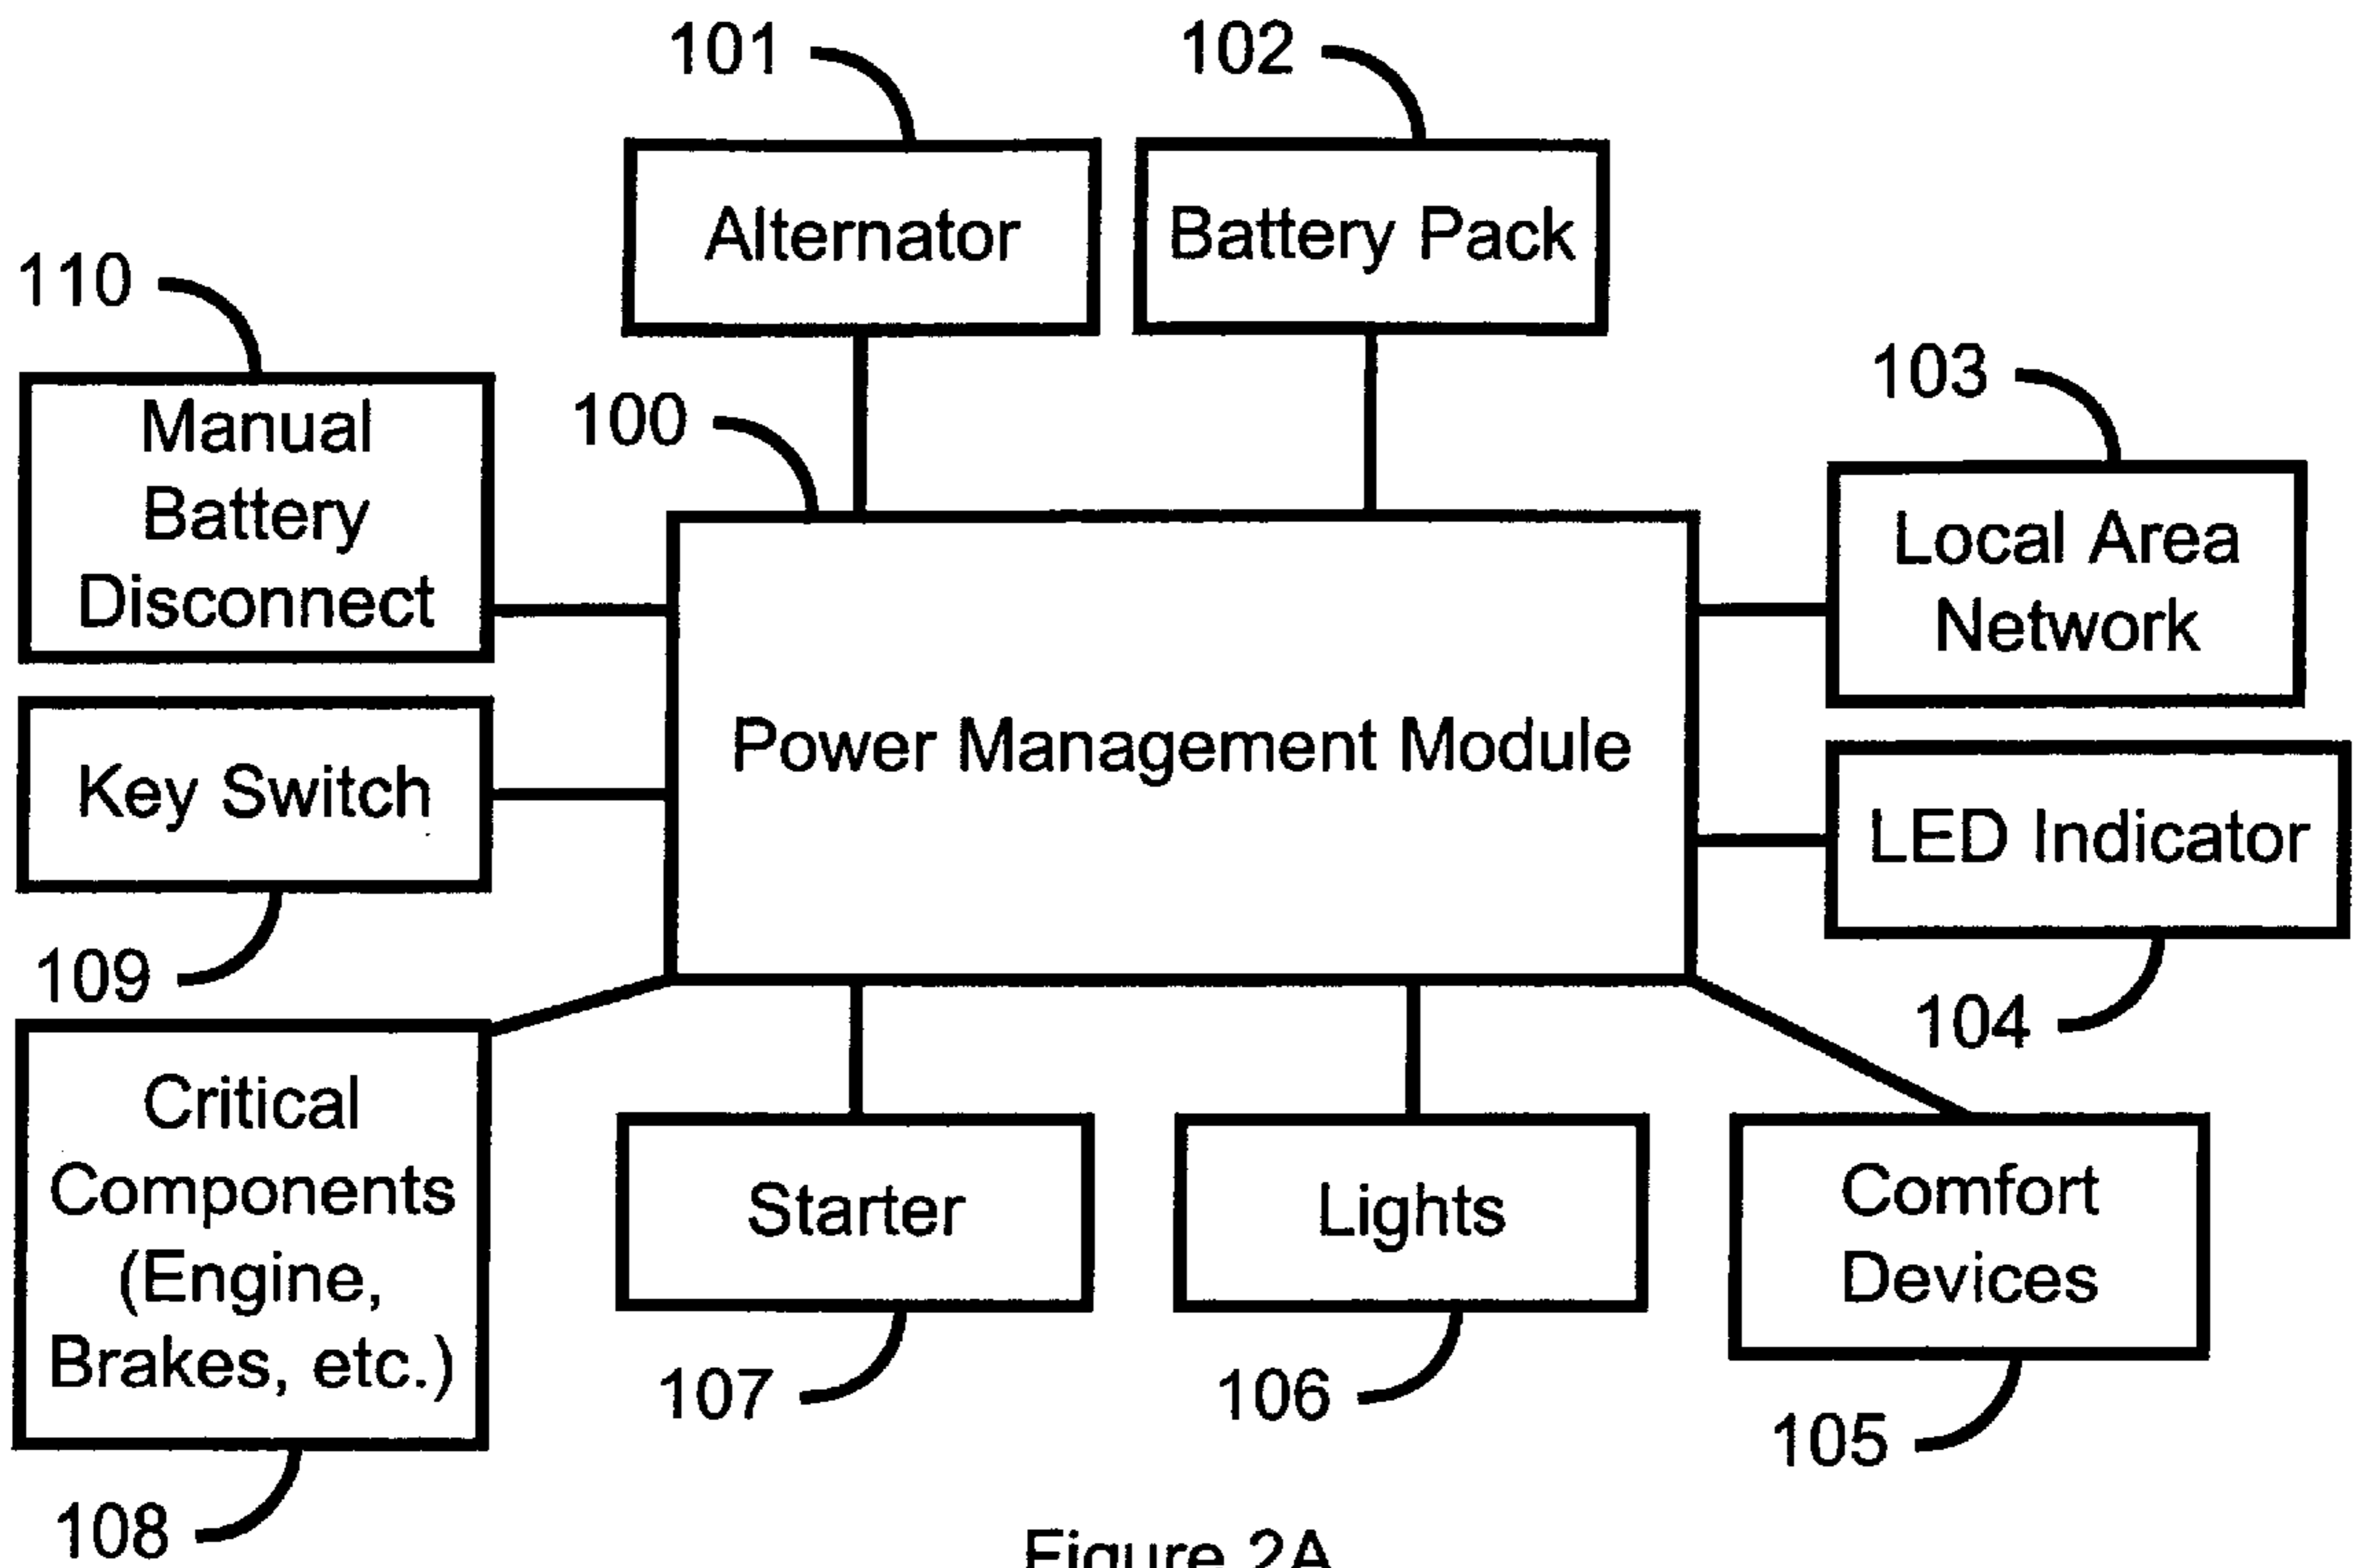 101
102
Alternator
Battery Pack
110
Manual
Battery
Disconnect
100
103
Local Area
Network
Power Management Module
Key Switch
109
LED Indicator
104
Critical
Components
(Engine,
Brakes, etc.)
108
Starter
107
Lights
106
Comfort
Devices
105
Figure 2A